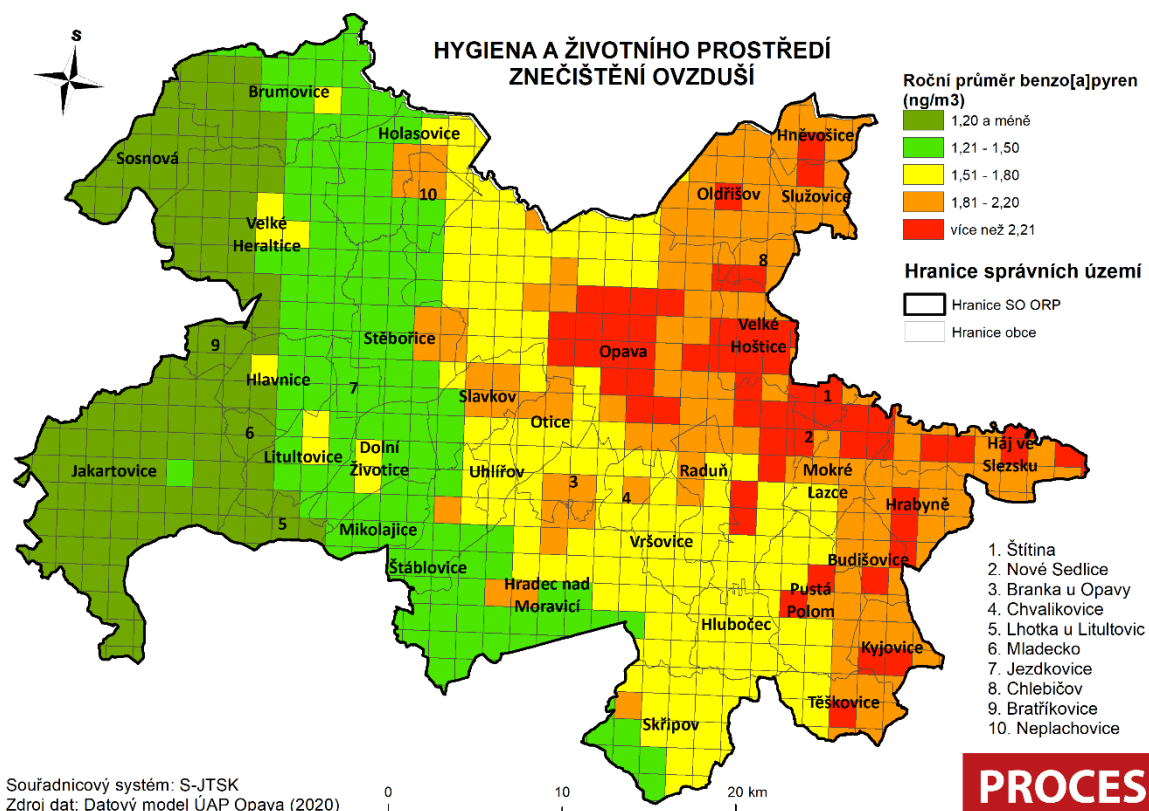 S
HYGIENA A ŽIVOTNÍHO PROSTŘEDÍ
ZNEČIŠTĚNÍ OVZDUŠÍ
Roční průměr benzo[a]pyren
(ng/m3)
1,20 a méně
1,21 - 1,50
1,51 - 1,80
1,81 - 2,20
více než 2,21
Hranice správních území
Hranice SO ORP
Hranice obce
Brumovice
Holasovice
Sosnová
10
Velké
Heraltice
Hněvošice
Oldřišov
Služovice
8
Velké
Hoštice
Opava
Stěbořice
9
Hlavnice
7
Slavkov
1
Otice
2
6
Litultovice
Dolní
Životice
Jakartovice
Uhlířov
Raduň
Mokré
Lazce
Háj ve
Slezsku
3
4
Hrabyně
5
Mikolajice
Vršovice
Štáblovice
Budišovice
Hradec nad
Moravicí
Pustá
Polom
Hlubočec
Kyjovice
Těškovice
Skřipov
1. Štítina
2. Nové Sedlice
3. Branka u Opavy
4. Chvalikovice
5. Lhotka u Litultovic
6. Mladecko
7. Jezdkovice
8. Chlebičov
9. Bratříkovice
10. Neplachovice
Souřadnicový systém: S-JTSK
Zdroj dat: Datový model ÚAP Opava (2020)
0 10 20 km
PROCES